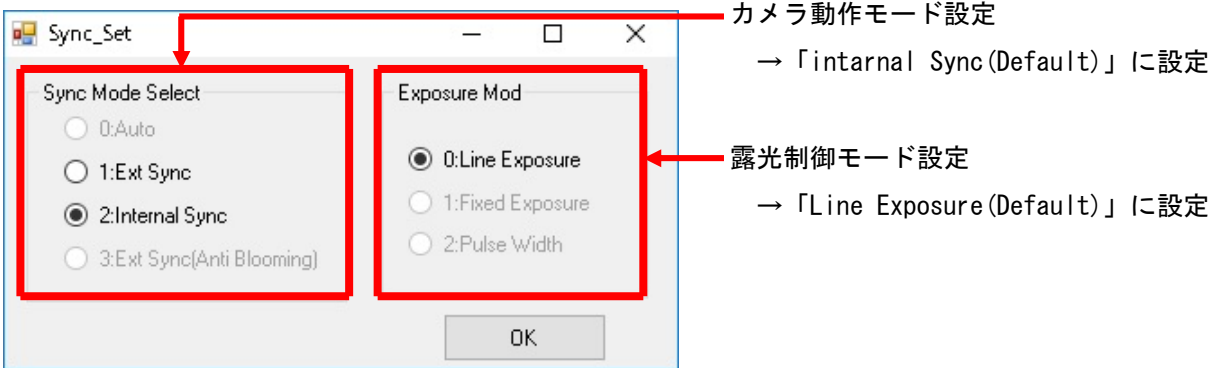 カメラ動作モード設定
→「intarnal Sync(Default)」に設定
Sync_Set
Sync Mode Select
0:Auto
1:Ext Sync
2:Internal Sync
3:Ext Sync(Anti Blooming)
Exposure Mod
0:Line Exposure
1:Fixed Exposure
2:Pulse Width
OK
露光制御モード設定
→「Line Exposure(Default)」に設定